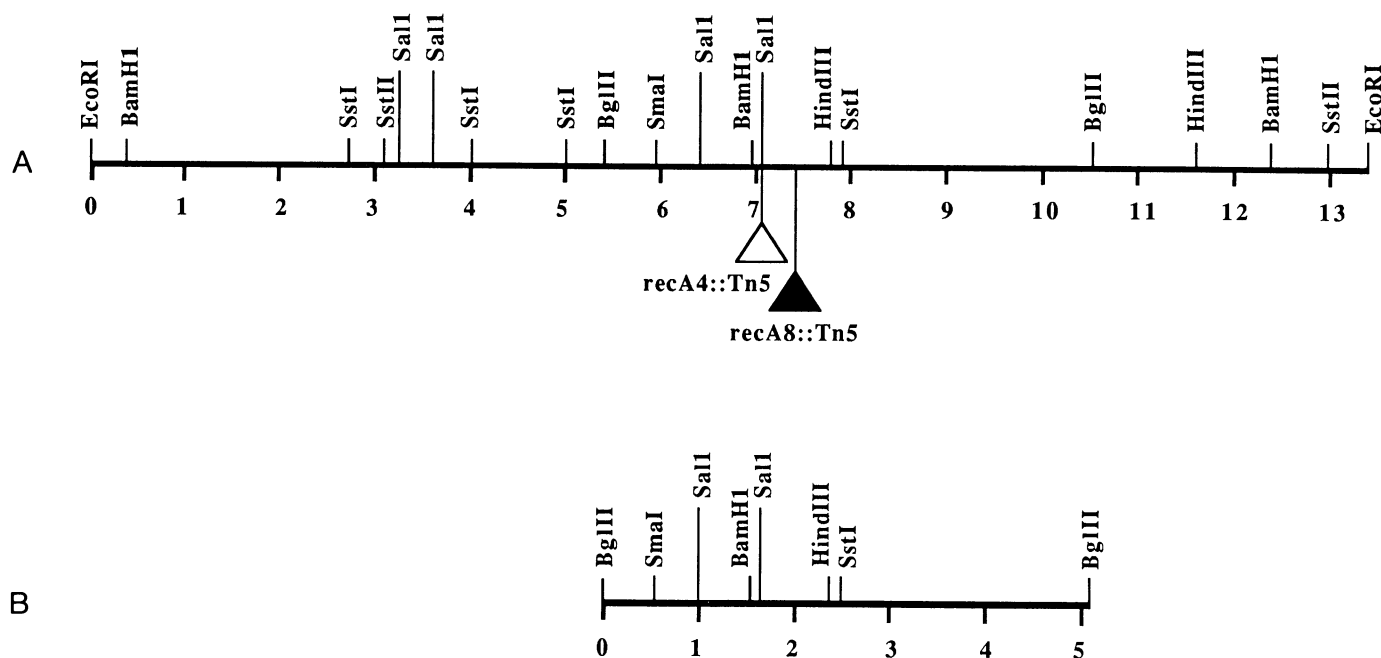 A
EcoRI
BamH1
SstI
SstII
Sal1
Sal1
SstI
SstI
BglII
SmaI
Sal1
BamH1
Sal1
HindIII
SstI
BglII
HindIII
BamH1
SstII
EcoRI
0 1 2 3 4 5 6 7 8 9 10 11 12 13
recA4::Tn5
recA8::Tn5
B
BglII
SmaI
Sal1
BamH1
Sal1
HindIII
SstI
BglII
0 1 2 3 4 5